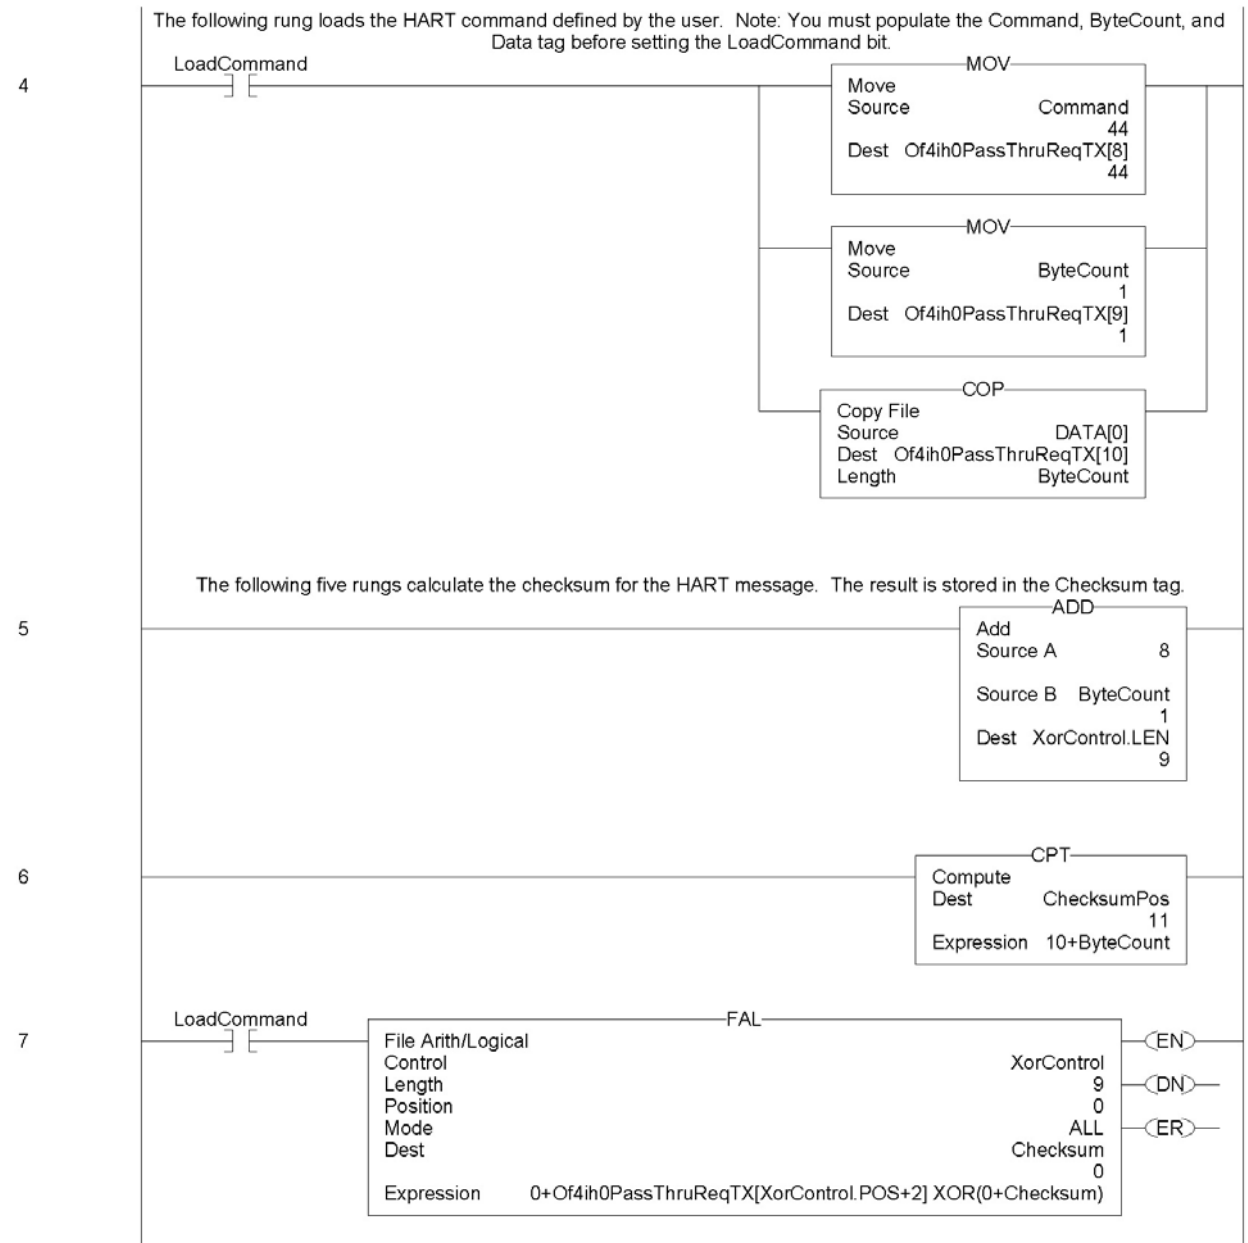 The following rung loads the HART command defined by the user.  Note: You must populate the Command, ByteCount, and
Data tag before setting the LoadCommand bit.
4
LoadCommand
MOV
Move
Source Command
44
Dest Of4ih0PassThruReqTX[8]
44
MOV
Move
Source ByteCount
1
Dest Of4ih0PassThruReqTX[9]
1
COP
Copy File
Source DATA[0]
Dest Of4ih0PassThruReqTX[10]
Length ByteCount
The following five rungs calculate the checksum for the HART message.  The result is stored in the Checksum tag.
5
ADD
Add
Source A 8
Source B ByteCount
1
Dest XorControl.LEN
9
6
CPT
Compute
Dest ChecksumPos
11
Expression 10+ByteCount
7
LoadCommand
FAL
File Arith/Logical
Control XorControl
Length 9
Position 0
Mode ALL
Dest Checksum
0
Expression 0+Of4ih0PassThruReqTX[XorControl.POS+2] XOR(0+Checksum)
EN
DN
ER